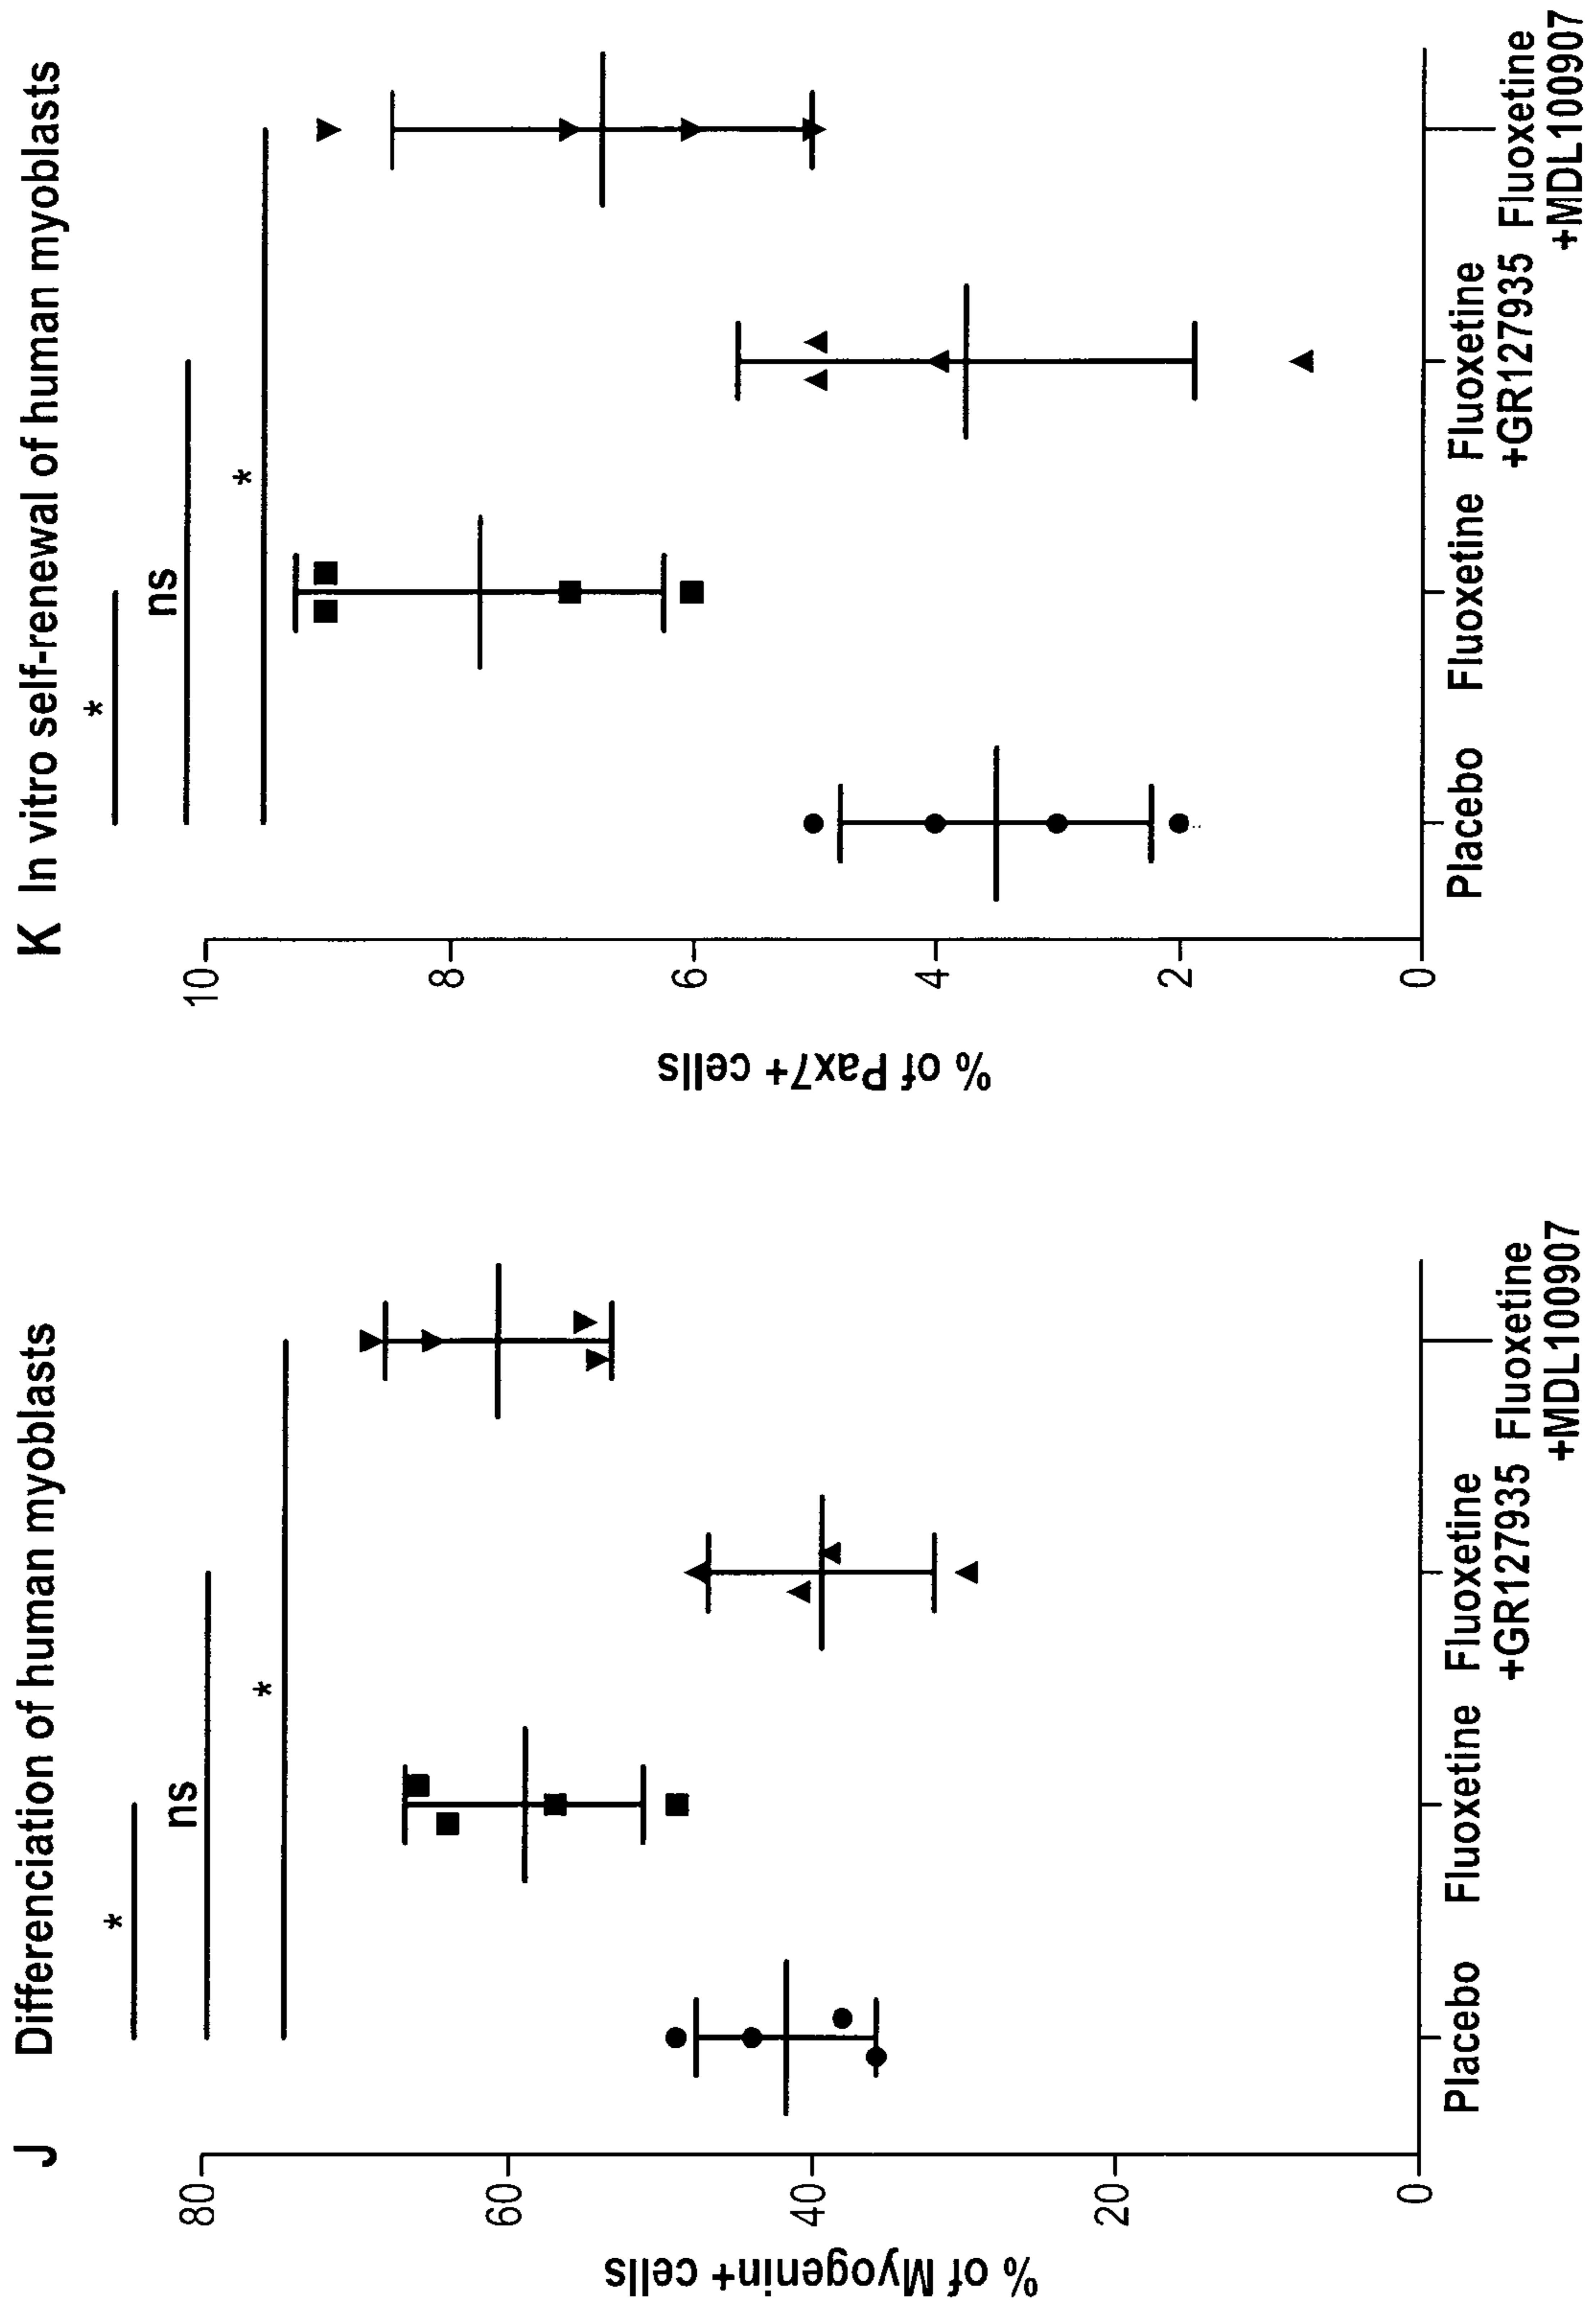 J Differenciation of human myoblasts
*
ns
*
80
60
40
20
0
% of Myogenin+ cells
Placebo Fluoxetine Fluoxetine Fluoxetine
+GR127935
+MDL100907
K In vitro self-renewal of human myoblasts
*
ns
*
10
8
6
4
2
0
% of Pax7+ cells
Placebo Fluoxetine Fluoxetine Fluoxetine
+GR127935
+MDL100907